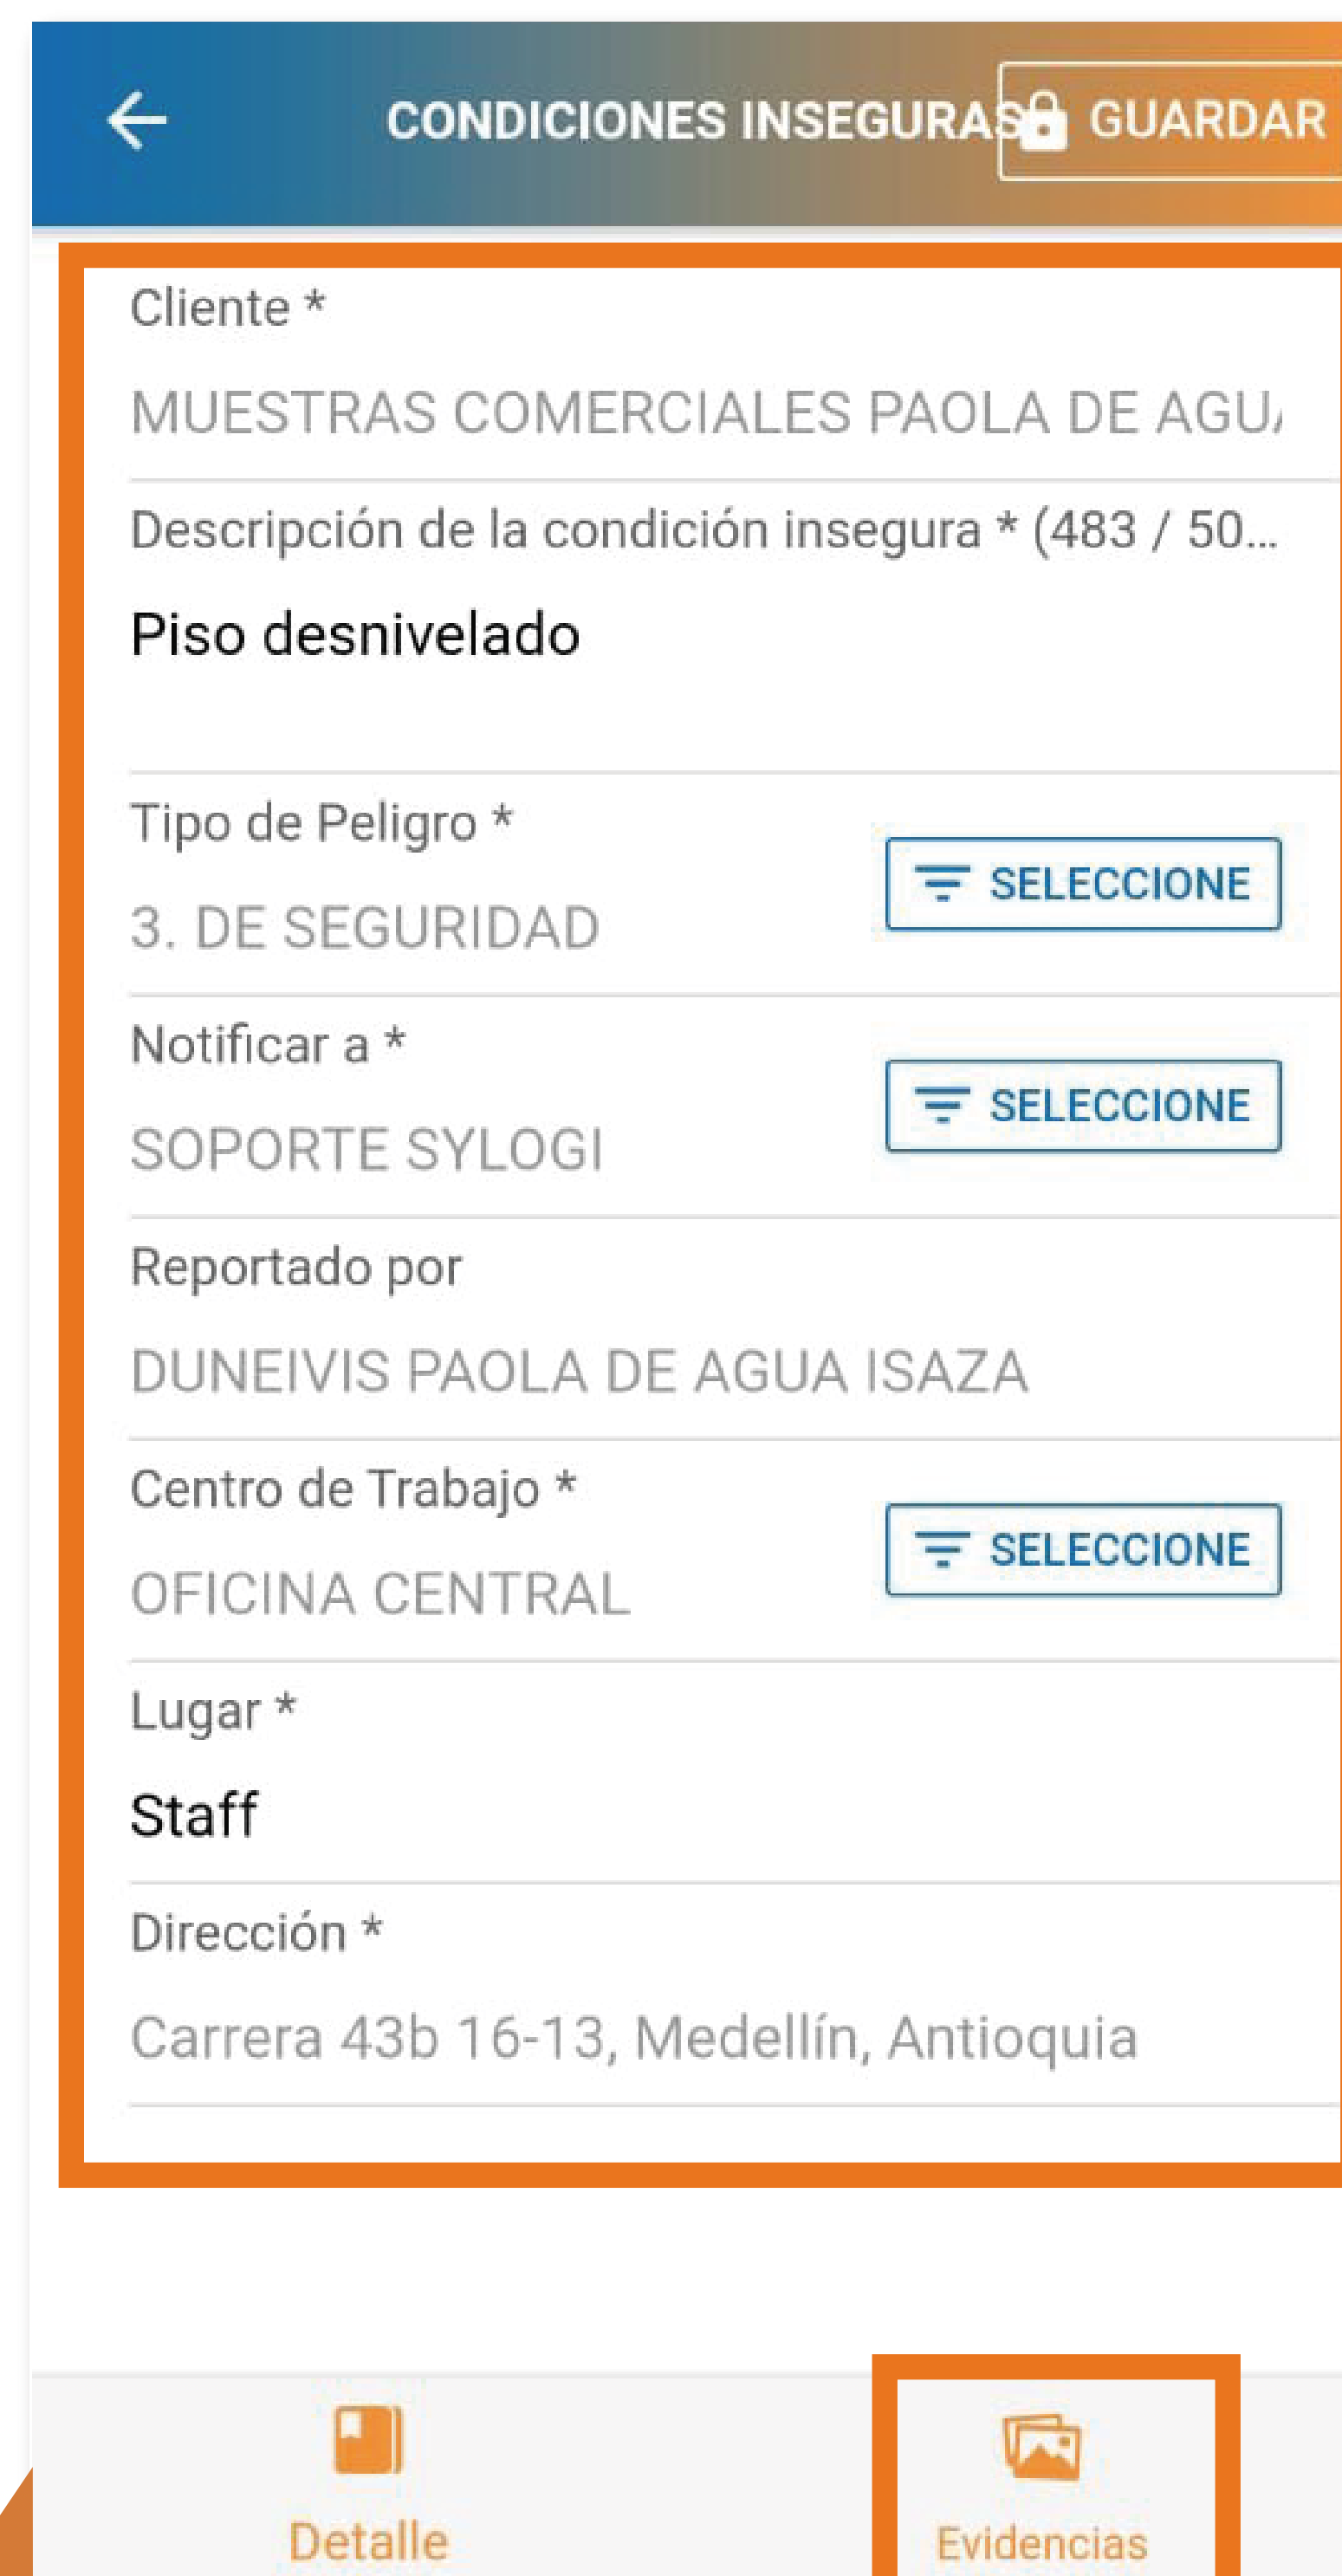 CONDICIONES INSEGURAS GUARDAR
Cliente *
MUESTRAS COMERCIALES PAOLA DE AGU
Descripción de la condición insegura * (483 / 50...
Piso desnivelado
Tipo de Peligro *
SELECCIONE
3. DE SEGURIDAD
Notificar a *
SELECCIONE
SOPORTE SYLOGI
Reportado por
DUNEIVIS PAOLA DE AGUA ISAZA
Centro de Trabajo *
SELECCIONE
OFICINA CENTRAL
Lugar *
Staff
Dirección *
Carrera 43b 16-13, Medellín, Antioquia
Detalle Evidencias